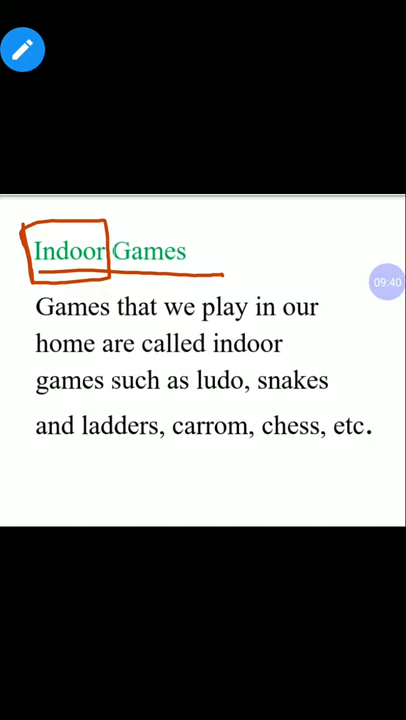 Indoor Games
Games that we play in our
home are called indoor
games such as ludo, snakes
and ladders, carrom, chess, etc.
09:40